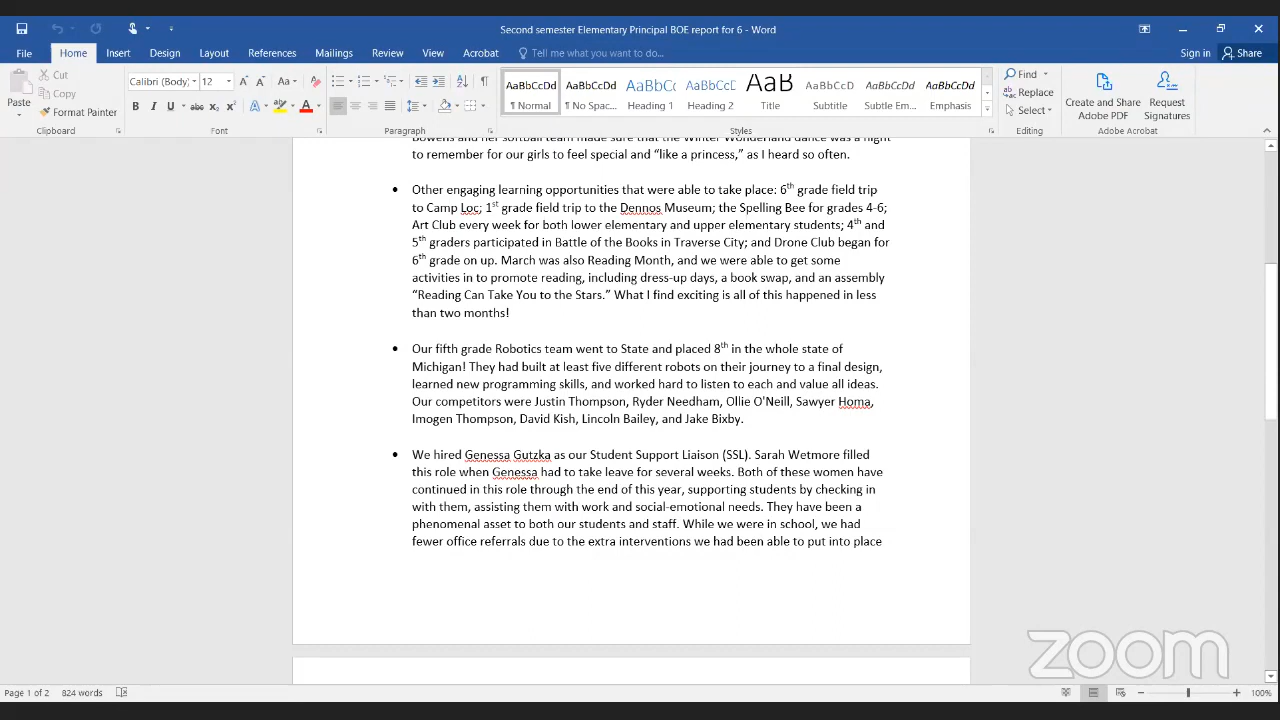 Second semester Elementary Principal BOE report for 6 - Word
File Home Insert Design Layout References Mailings Review View Acrobat Tell me what you want to do... Sign in Share
Paste Cut Copy Format Painter
Clipboard
Calibri (Body) 12
Font
Paragraph
AaBbCcDd ¶ Normal
AaBbCcDd ¶ No Spac...
AaBbC( Heading 1
AaBbCcD Headin...
AaB Title
AaBbCcD Subtitle
AaBbCcDd Subtle Em...
AaBbCcDd Emphasis
Styles
Find Replace Select
Editing
Create and Share Adobe PDF
Request Signatures
Adobe Acrobat
Bowers and her softball team made sure that the Winter Wonderland dance was a night
to remember for our girls to feel special and “like a princess,” as I heard so often.
• Other engaging learning opportunities that were able to take place: 6th grade field trip
to Camp Loc; 1st grade field trip to the Dennos Museum; the Spelling Bee for grades 4-6;
Art Club every week for both lower elementary and upper elementary students; 4th and
5th graders participated in Battle of the Books in Traverse City; and Drone Club began for
6th grade on up. March was also Reading Month, and we were able to get some
activities in to promote reading, including dress-up days, a book swap, and an assembly
“Reading Can Take You to the Stars.” What I find exciting is all of this happened in less
than two months!
• Our fifth grade Robotics team went to State and placed 8th in the whole state of
Michigan! They had built at least five different robots on their journey to a final design,
learned new programming skills, and worked hard to listen to each and value all ideas.
Our competitors were Justin Thompson, Ryder Needham, Ollie O'Neill, Sawyer Homa,
Imogen Thompson, David Kish, Lincoln Bailey, and Jake Bixby.
• We hired Genessa Gutzka as our Student Support Liaison (SSL). Sarah Wetmore filled
this role when Genessa had to take leave for several weeks. Both of these women have
continued in this role through the end of this year, supporting students by checking in
with them, assisting them with work and social-emotional needs. They have been a
phenomenal asset to both our students and staff. While we were in school, we had
fewer office referrals due to the extra interventions we had been able to put into place
zoom
Page 1 of 2 824 words 100%